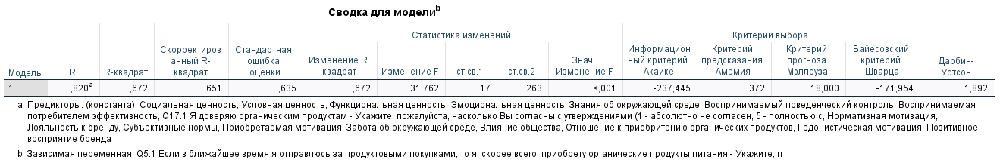 Сводка для модели^b
Статистика изменений Критерии выбора
Модель R R-квадрат Скорректиров анный R-квадрат Стандартная ошибка оценки Изменение R квадрат Изменение F ст.св.1 ст.св.2 Знач. Изменение F Информацион ный критерий Акаике Критерий предсказания Амемия Критерий прогноза Мэллоуза Байесовский критерий Шварца Дарбин-Уотсон
1 ,820^a ,672 ,651 ,635 ,672 31,762 17 263 <,001 -237,445 ,372 18,000 -171,954 1,892
a. Предикторы: (константа), Социальная ценность, Условная ценность, Функциональная ценность, Эмоциональная ценность, Знания об окружающей среде, Воспринимаемый поведенческий контроль, Воспринимаемая
потребителем эффективность, Q17.1 Я доверяю органическим продуктам - Укажите, пожалуйста, насколько Вы согласны с утверждениями (1 - абсолютно не согласен, 5 - полностью с, Нормативная мотивация,
Лояльность к бренду, Субъективные нормы, Приобретаемая мотивация, Забота об окружающей среде, Влияние общества, Отношение к прибритению органических продуктов, Гедонистическая мотивация, Позитивное
восприятие бренда
b. Зависимая переменная: Q5.1 Если в ближайшее время я отправлюсь за продуктовыми покупками, то я, скорее всего, приобрету органические продукты питания - Укажите, п